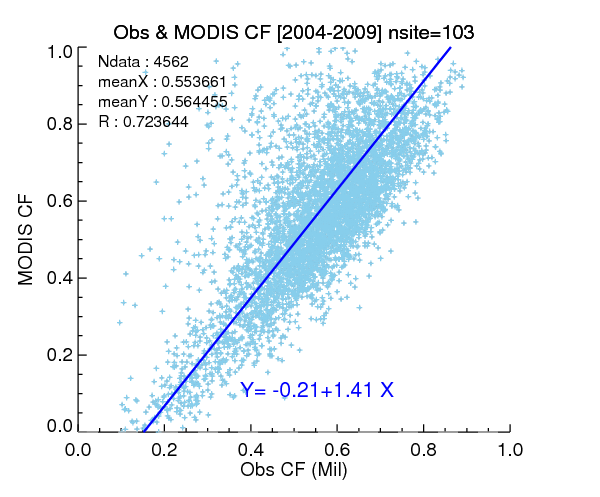 Obs & MODIS CF [2004-2009] nsite=103
1.0
Ndata : 4562
meanX : 0.553661
meanY : 0.564455
R : 0.723644
0.8
0.6
MODIS CF
0.4
0.2
Y= -0.21+1.41 X
0.0
0.0 0.2 0.4 0.6 0.8 1.0
Obs CF (Mil)